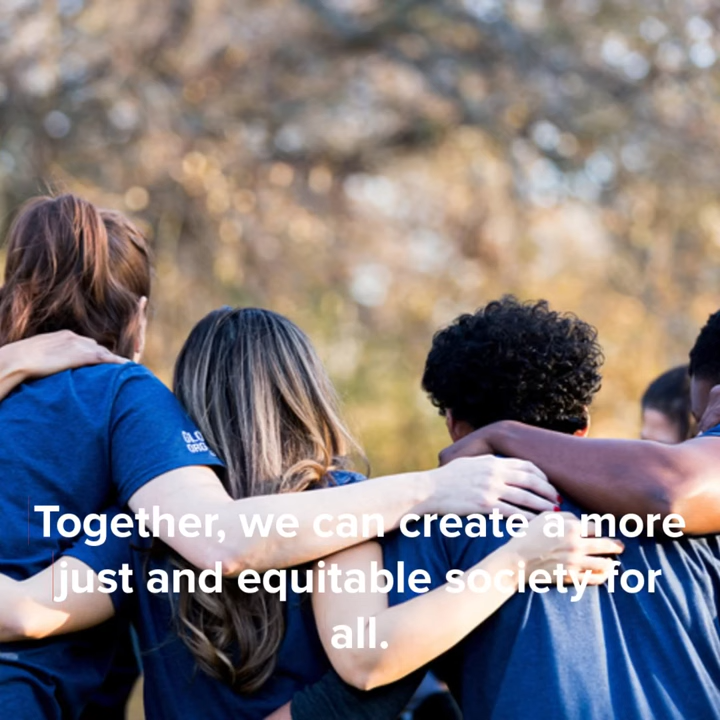 Together, we can create a more
just and equitable society for
all.